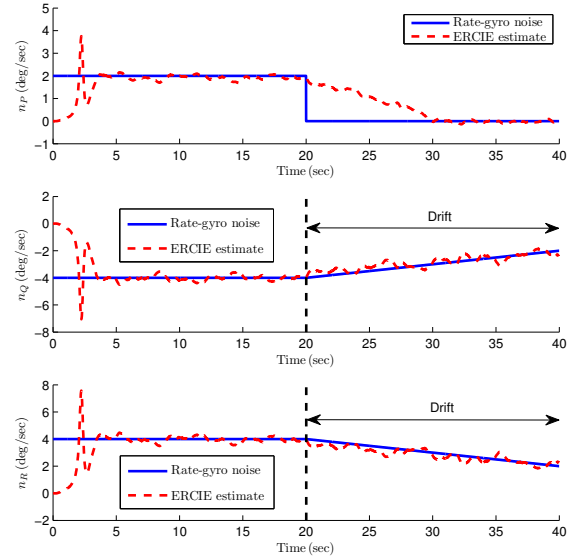 5
4
3
2
1
0
−1
n_P (deg/sec)
Rate-gyro noise
ERCIE estimate
0 5 10 15 20 25 30 35 40
Time (sec)
2
0
−2
−4
−6
−8
n_Q (deg/sec)
Rate-gyro noise
ERCIE estimate
Drift
0 5 10 15 20 25 30 35 40
Time (sec)
8
6
4
2
0
−2
n_R (deg/sec)
Drift
Rate-gyro noise
ERCIE estimate
0 5 10 15 20 25 30 35 40
Time (sec)